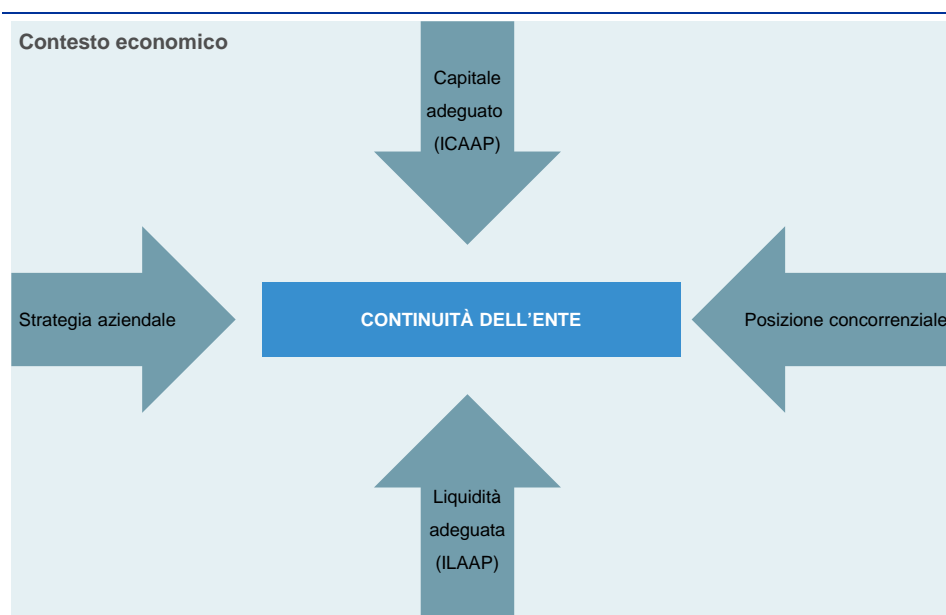 Contesto economico
Capitale
adeguato
(ICAAP)
Strategia aziendale
CONTINUITÀ DELL’ENTE
Posizione concorrenziale
Liquidità
adeguata
(ILAAP)